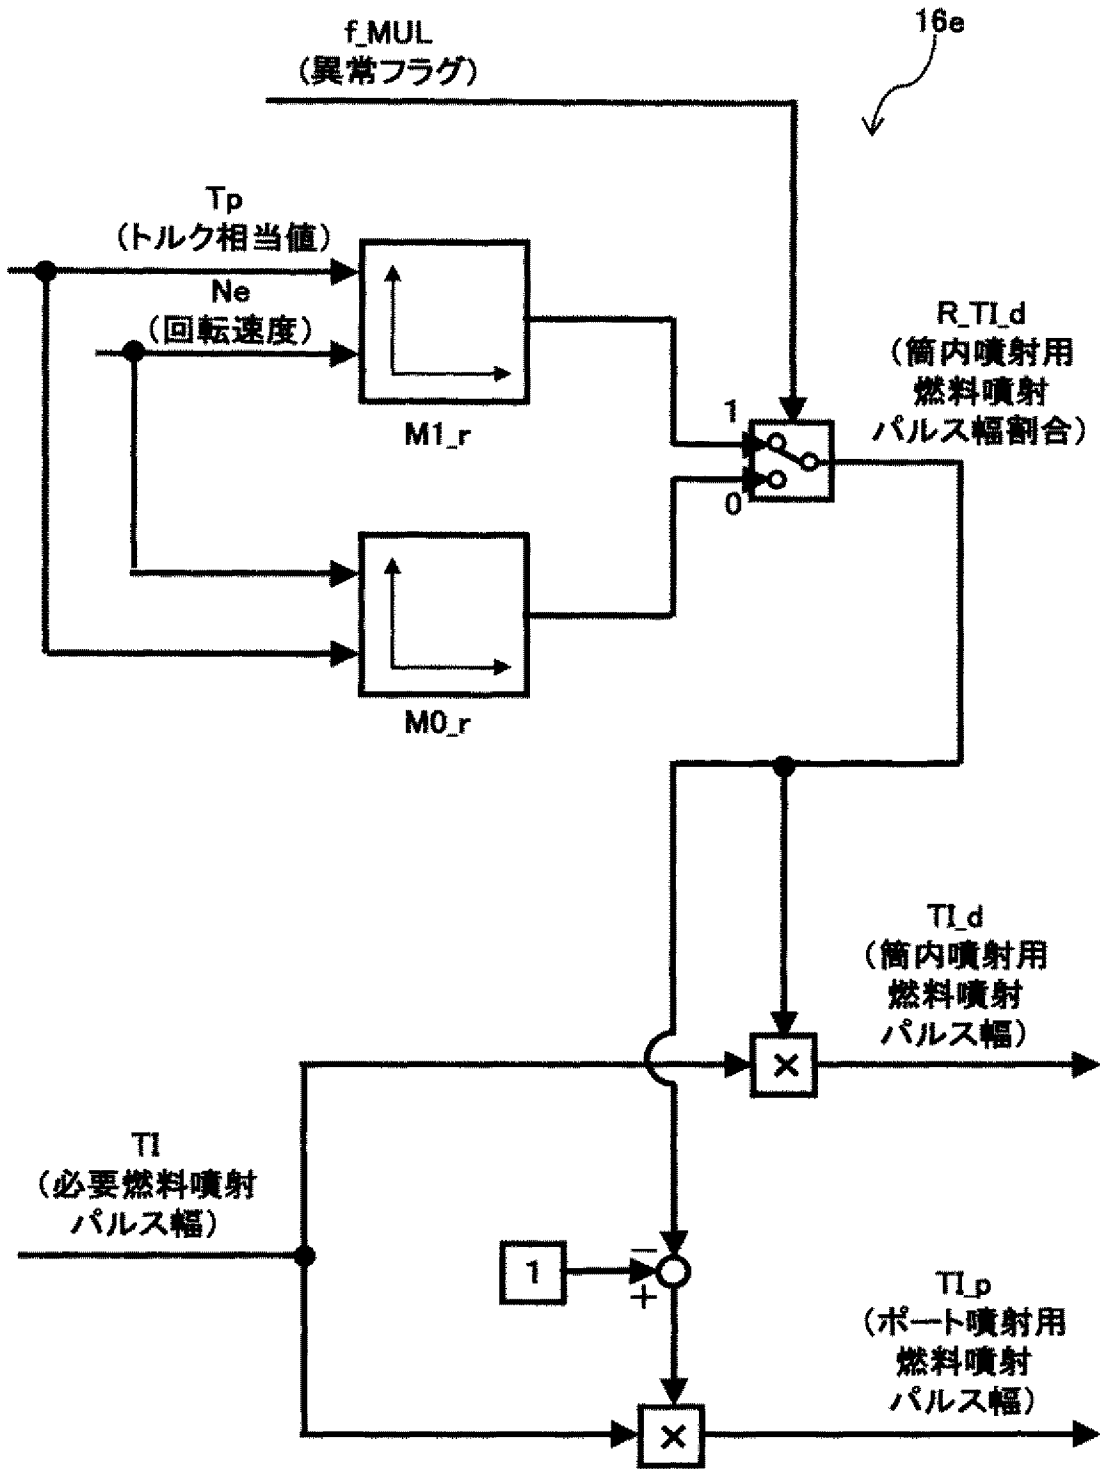 16e
f_MUL
(異常フラグ)
Tp
(トルク相当値)
Ne
(回転速度)
M1_r
R_TI_d
(筒内噴射用
燃料噴射
パルス幅割合)
1
0
M0_r
TI_d
(筒内噴射用
燃料噴射
パルス幅)
×
TI
(必要燃料噴射
パルス幅)
1
−
+
TI_p
(ポート噴射用
燃料噴射
パルス幅)
×